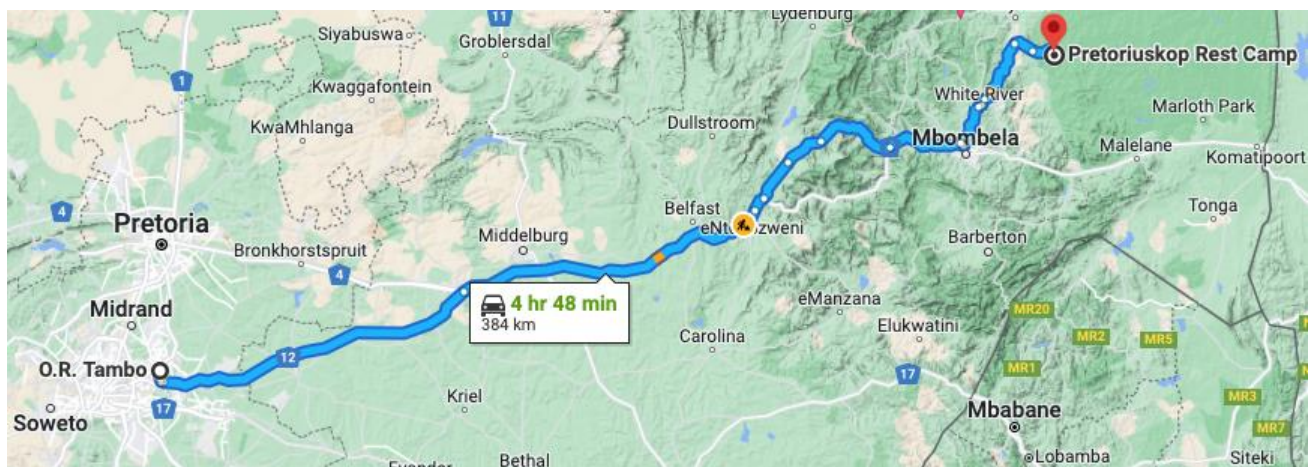 11
Lydenburg
Siyabuswa
Groblersdal
Pretoriuskop Rest Camp
1
Kwaggafontein
White River
Marloth Park
KwaMhlanga
Dullstroom
Mbombela
Malelane
Komatipoort
4
Pretoria
Belfast
Tonga
Bronkhorstspruit
4
Middelburg
Barberton
Midrand
4 hr 48 min
384 km
eManzana
MR20
Elukwatini
MR2
MR5
12
Carolina
O.R. Tambo
MR1
17
Kriel
17
MR3
Soweto
Mbabane
MR7
Bethal
Lobamba
Siteki